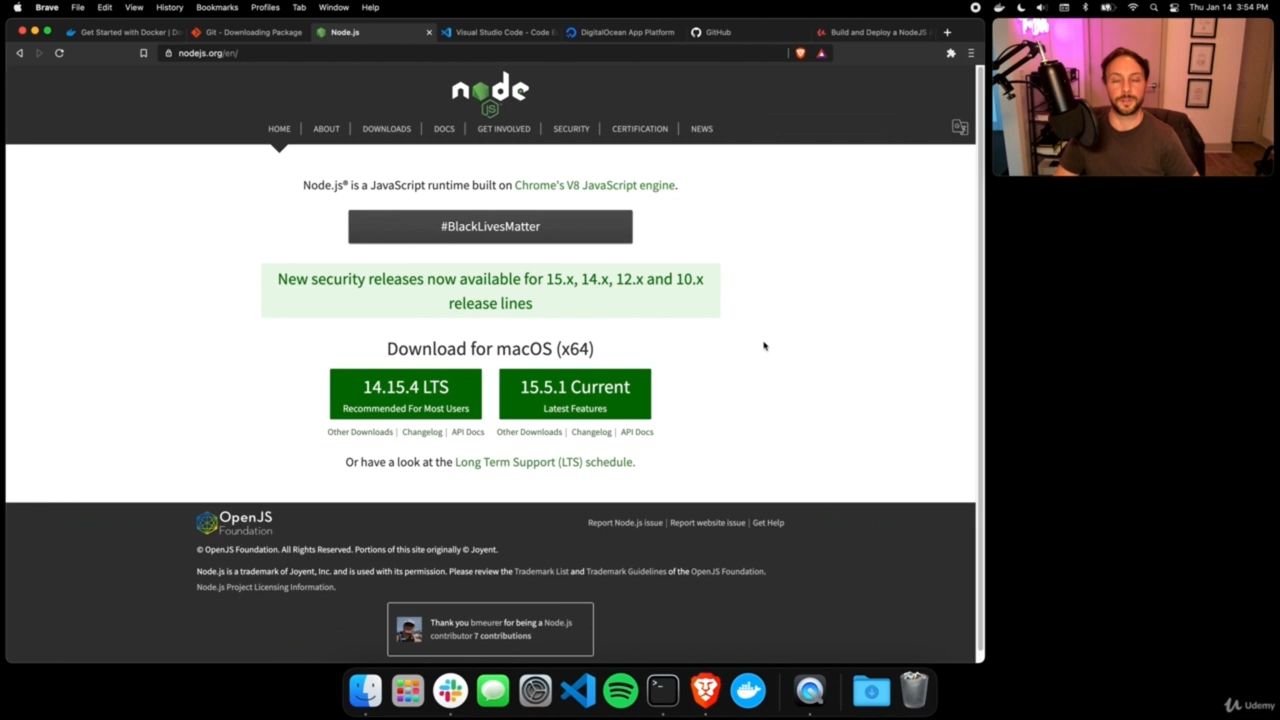 Brave File Edit View History Bookmarks Profiles Tab Window Help Thu Jan 14 3:54 PM
Get Started with Docker | Do Git - Downloading Package Node.js Visual Studio Code - Code E DigitalOcean App Platform GitHub Build and Deploy a NodeJS A
nodejs.org/en/
node
JS
HOME | ABOUT | DOWNLOADS | DOCS | GET INVOLVED | SECURITY | CERTIFICATION | NEWS
Node.js® is a JavaScript runtime built on Chrome's V8 JavaScript engine.
#BlackLivesMatter
New security releases now available for 15.x, 14.x, 12.x and 10.x
release lines
Download for macOS (x64)
14.15.4 LTS
Recommended For Most Users
15.5.1 Current
Latest Features
Other Downloads | Changelog | API Docs
Other Downloads | Changelog | API Docs
Or have a look at the Long Term Support (LTS) schedule.
OpenJS
Foundation
Report Node.js issue | Report website issue | Get Help
© OpenJS Foundation. All Rights Reserved. Portions of this site originally © Joyent.
Node.js is a trademark of Joyent, Inc. and is used with its permission. Please review the Trademark List and Trademark Guidelines of the OpenJS Foundation.
Node.js Project Licensing Information.
Thank you bmeurer for being a Node.js
contributor 7 contributions
Udemy